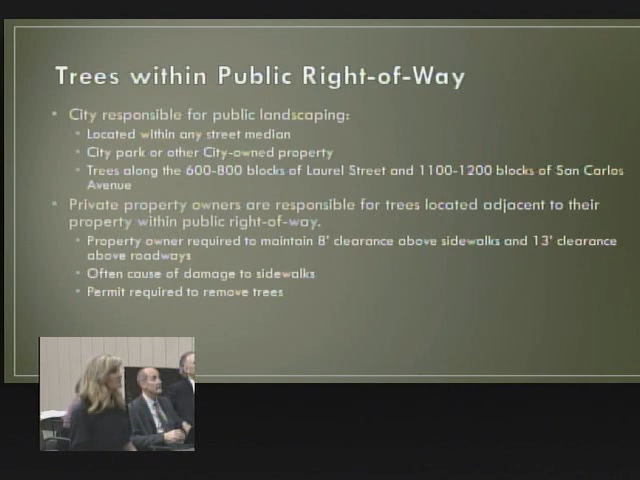 Trees within Public Right-of-Way
• City responsible for public landscaping:
• Located within any street median
• City park or other City-owned property
• Trees along the 600-800 blocks of Laurel Street and 1100-1200 blocks of San Carlos
Avenue
• Private property owners are responsible for trees located adjacent to their
property within public right-of-way.
• Property owner required to maintain 8' clearance above sidewalks and 13' clearance
above roadways
• Often cause of damage to sidewalks
• Permit required to remove trees